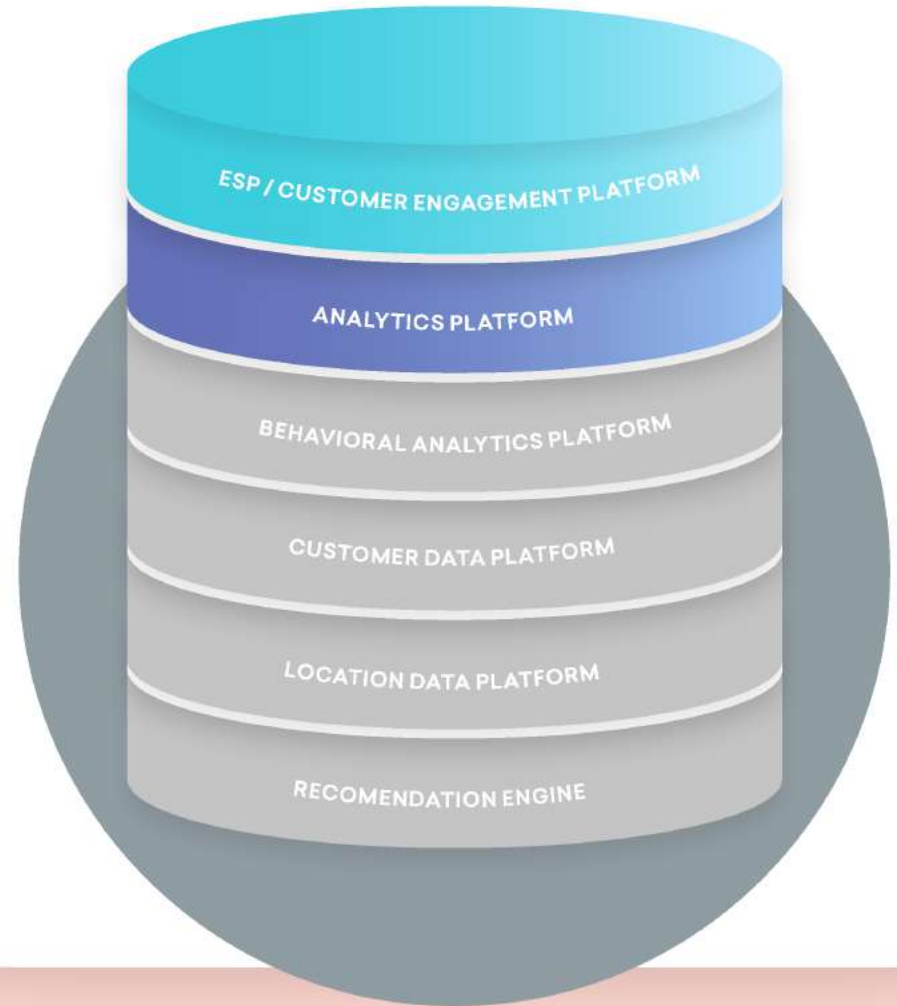 ESP / CUSTOMER ENGAGEMENT PLATFORM
ANALYTICS PLATFORM
BEHAVIORAL ANALYTICS PLATFORM
CUSTOMER DATA PLATFORM
LOCATION DATA PLATFORM
RECOMENDATION ENGINE